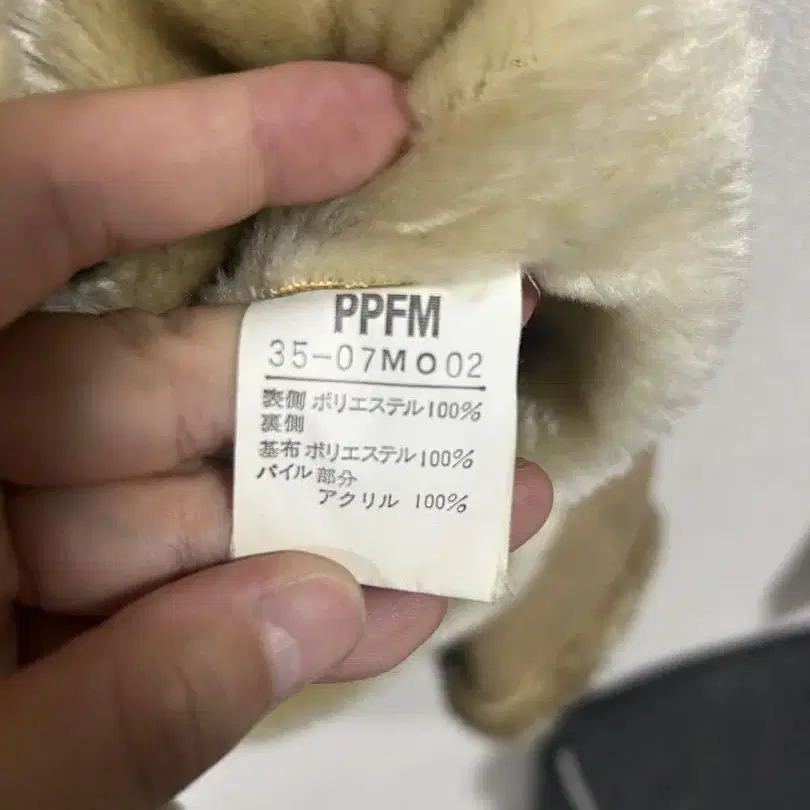 PPFM
35-07MO02
表側 ポリエステル100%
裏側
基布 ポリエステル100%
パイル 部分
アクリル 100%